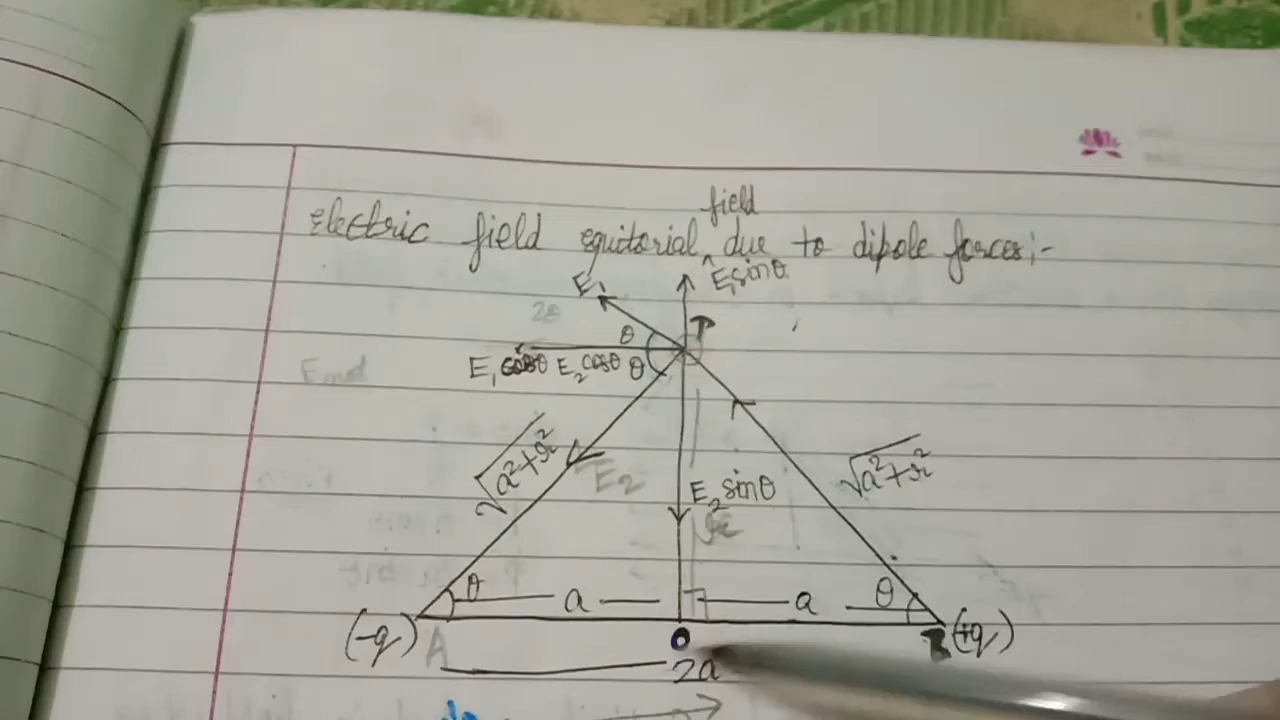 field
electric field equitorial ^ due to dipole forces;-
E₁ E₁sinθ
2θ θ P
E₁cosθ E₂cosθ θ
√a²+r² √a²+r²
E₂
E₂sinθ
r
θ a a θ
(-q) A O B (+q)
2a